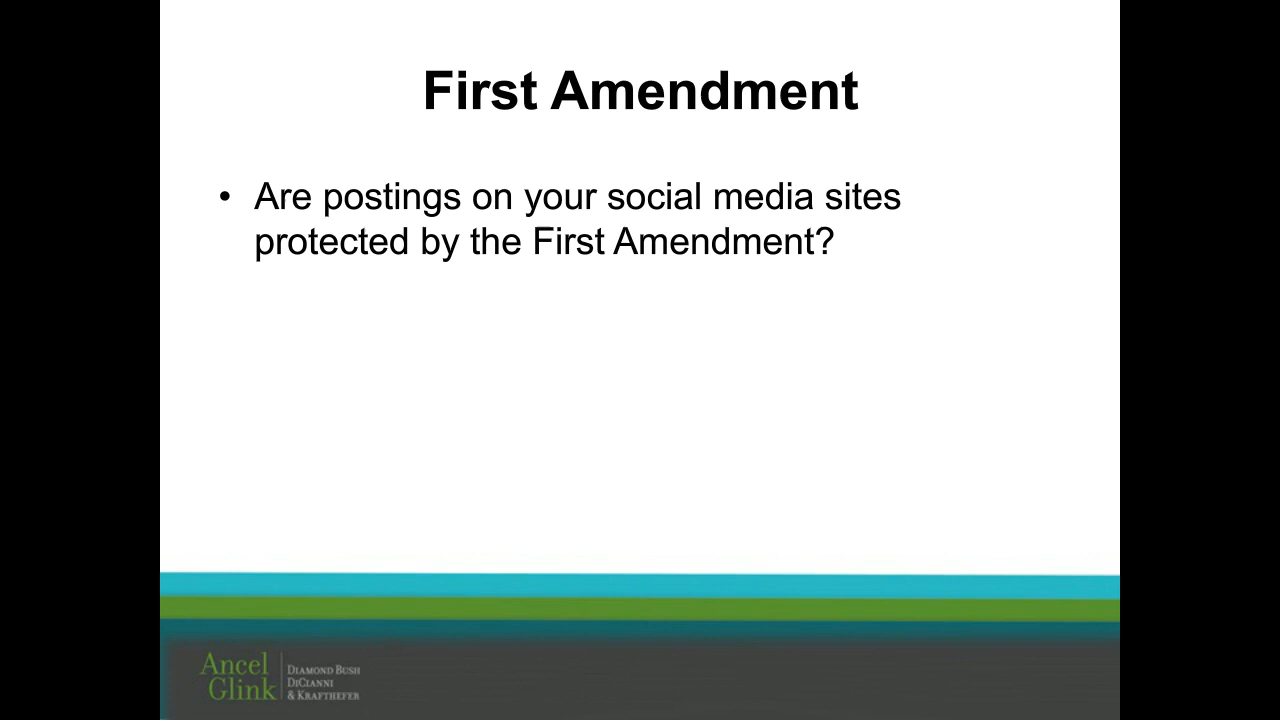 First Amendment
• Are postings on your social media sites
protected by the First Amendment?
Ancel
Glink
DIAMOND BUSH
DICIANNI
& KRAFTHEFER